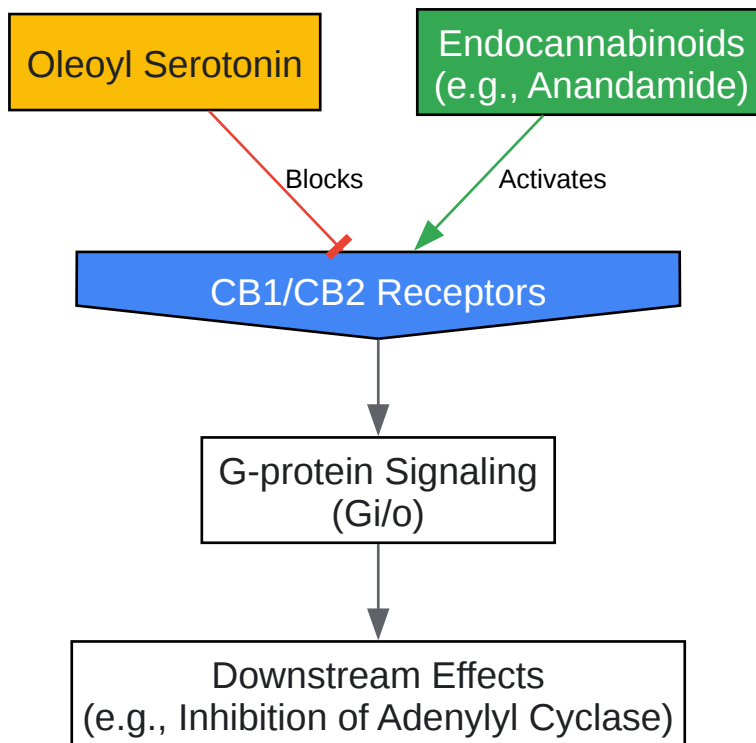 Oleoyl Serotonin
Endocannabinoids
(e.g., Anandamide)
Blocks
Activates
CB1/CB2 Receptors
G-protein Signaling
(Gi/o)
Downstream Effects
(e.g., Inhibition of Adenylyl Cyclase)